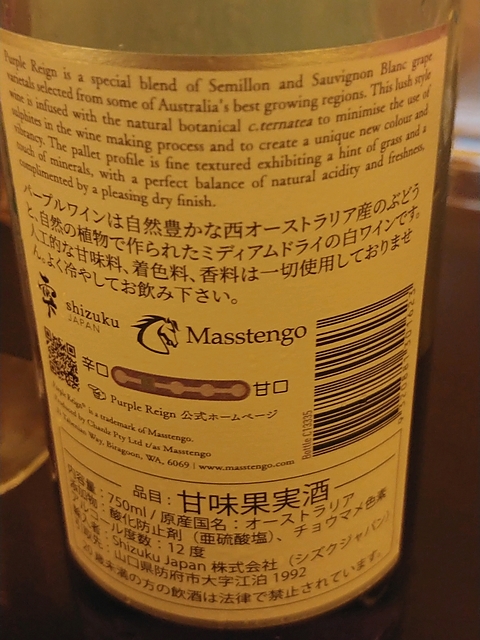 Purple Reign is a special blend of Semillon and Sauvignon Blanc grape
varietals selected from some of Australia's best growing regions. This lush style
wine is infused with the natural botanical c.ternatea to minimise the use of
sulphites in the wine making process and to create a unique new colour and
vibrancy. The pallet profile is fine textured exhibiting a hint of grass and a
touch of minerals, with a perfect balance of natural acidity and freshness,
complimented by a pleasing dry finish.
パープルワインは自然豊かな西オーストラリア産のぶどう
と、自然の植物で作られたミディアムドライの白ワインです。
人工的な甘味料、着色料、香料は一切使用しておりませ
ん。よく冷やしてお飲み下さい。
雫 shizuku JAPAN
Masstengo
辛口 甘口
Purple Reign 公式ホームページ
Purple Reign® is a trademark of Masstengo.
Produced by Chanda Pty Ltd t/as Masstengo
Way, WA, 6069 | www.masstengo.com
Bottle
品目：甘味果実酒
内容量：750ml / 原産国名：オーストラリア
添加物：酸化防止剤（亜硫酸塩）、チョウマメ色素
アルコール度数：12度
輸入者：Shizuku Japan 株式会社（シズクジャパン）
山口県防府市大字江泊 1992
20歳未満の方の飲酒は法律で禁止されています。